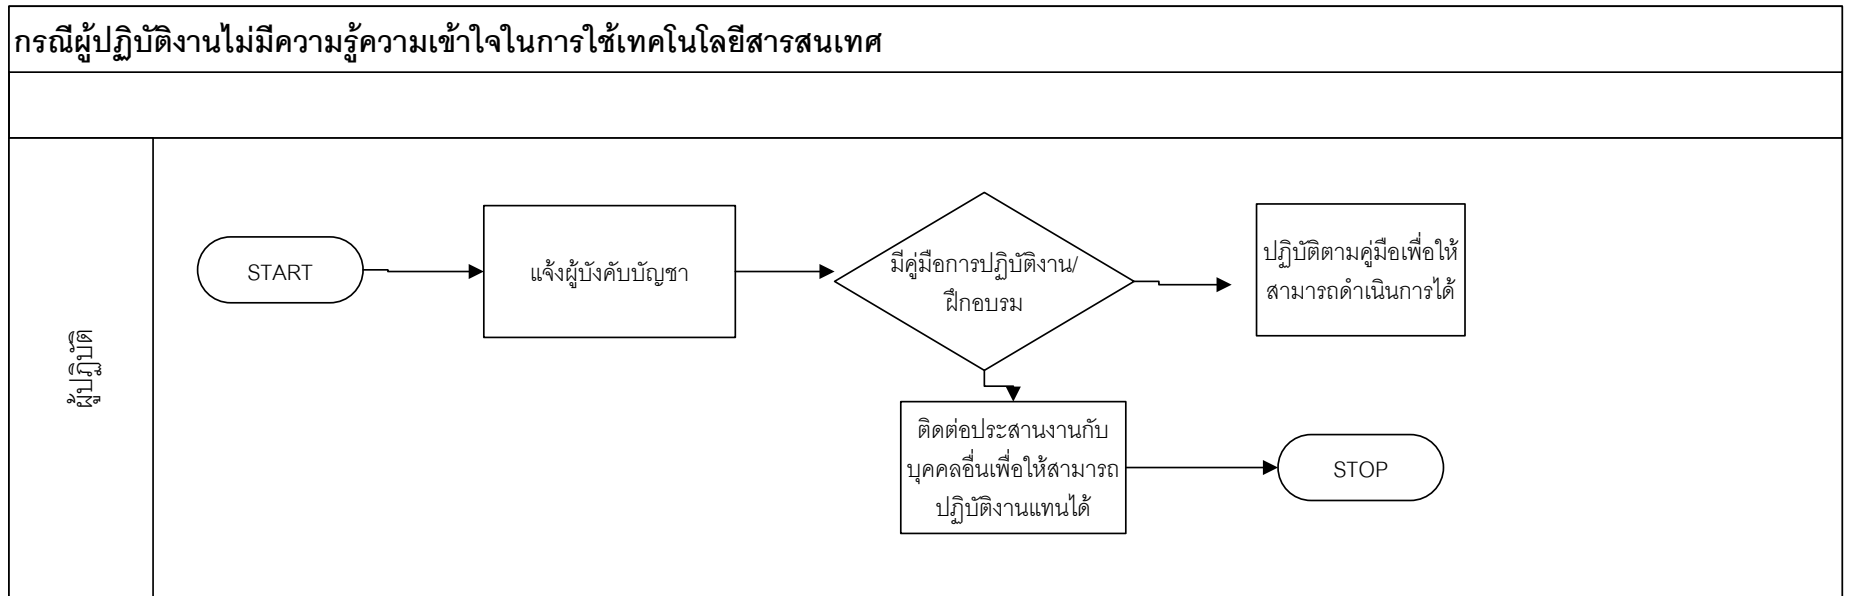 กรณีผู้ปฏิบัติงานไม่มีความรู้ความเข้าใจในการใช้เทคโนโลยีสารสนเทศ
ผู้ปฏิบัติ
START
แจ้งผู้บังคับบัญชา
มีคู่มือการปฏิบัติงาน/
ฝึกอบรม
ปฏิบัติตามคู่มือเพื่อให้
สามารถดำเนินการได้
ติดต่อประสานงานกับ
บุคคลอื่นเพื่อให้สามารถ
ปฏิบัติงานแทนได้
STOP